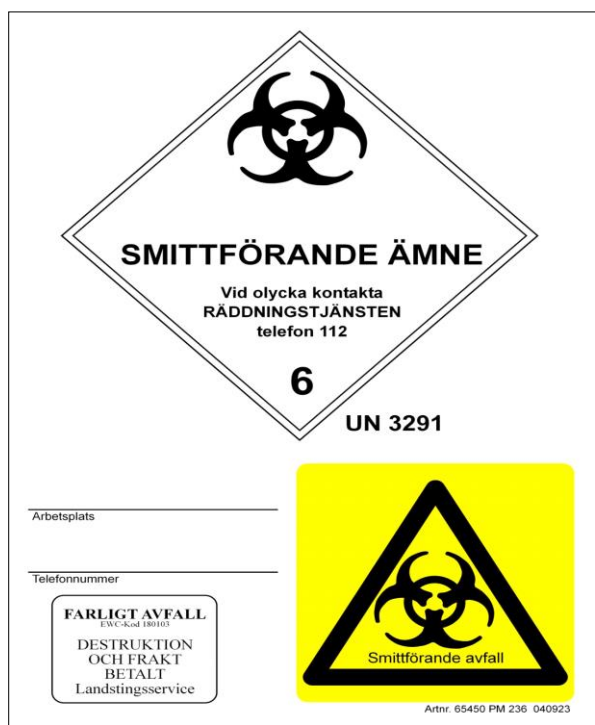 SMITTFÖRANDE ÄMNE
Vid olycka kontakta
RÄDDNINGSTJÄNSTEN
telefon 112
6
UN 3291
Arbetsplats
Telefonnummer
FARLIGT AVFALL
EWC-Kod 180103
DESTRUKTION
OCH FRAKT
BETALT
Landstingsservice
Smittförande avfall
Artnr. 65450 PM 236 040923